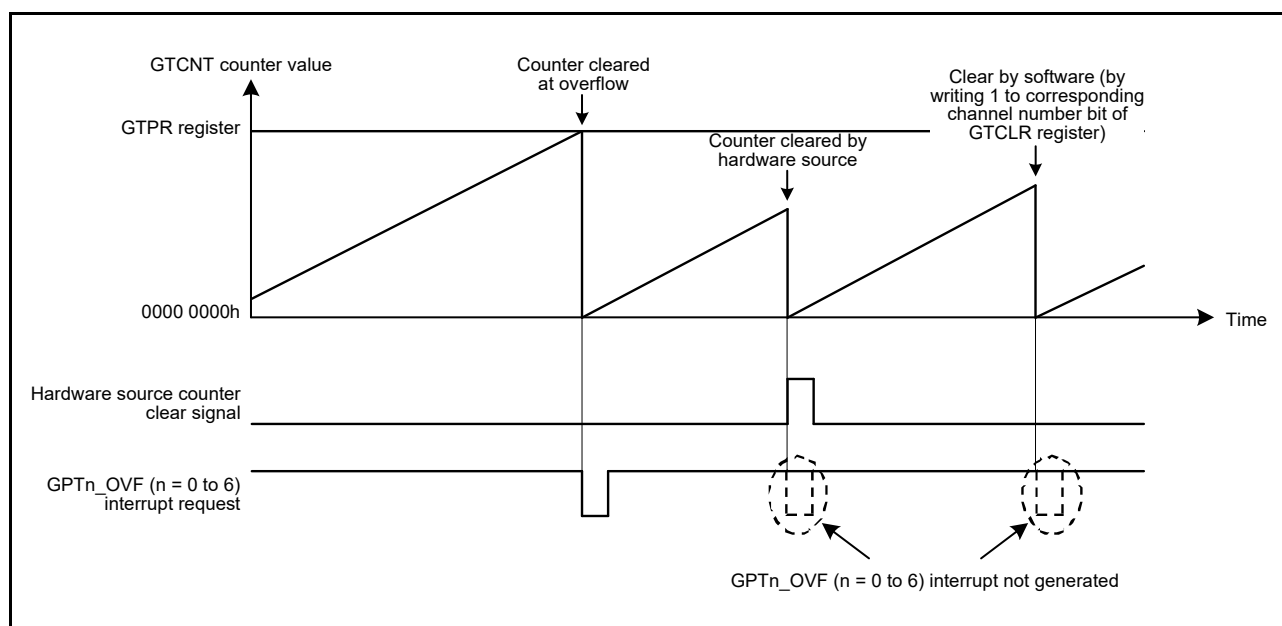 GTCNT counter value
Counter cleared
at overflow
Clear by software (by
writing 1 to corresponding
channel number bit of
GTCLR register)
GTPR register
Counter cleared by
hardware source
0000 0000h
Time
Hardware source counter
clear signal
GPTn_OVF (n = 0 to 6)
interrupt request
GPTn_OVF (n = 0 to 6) interrupt not generated